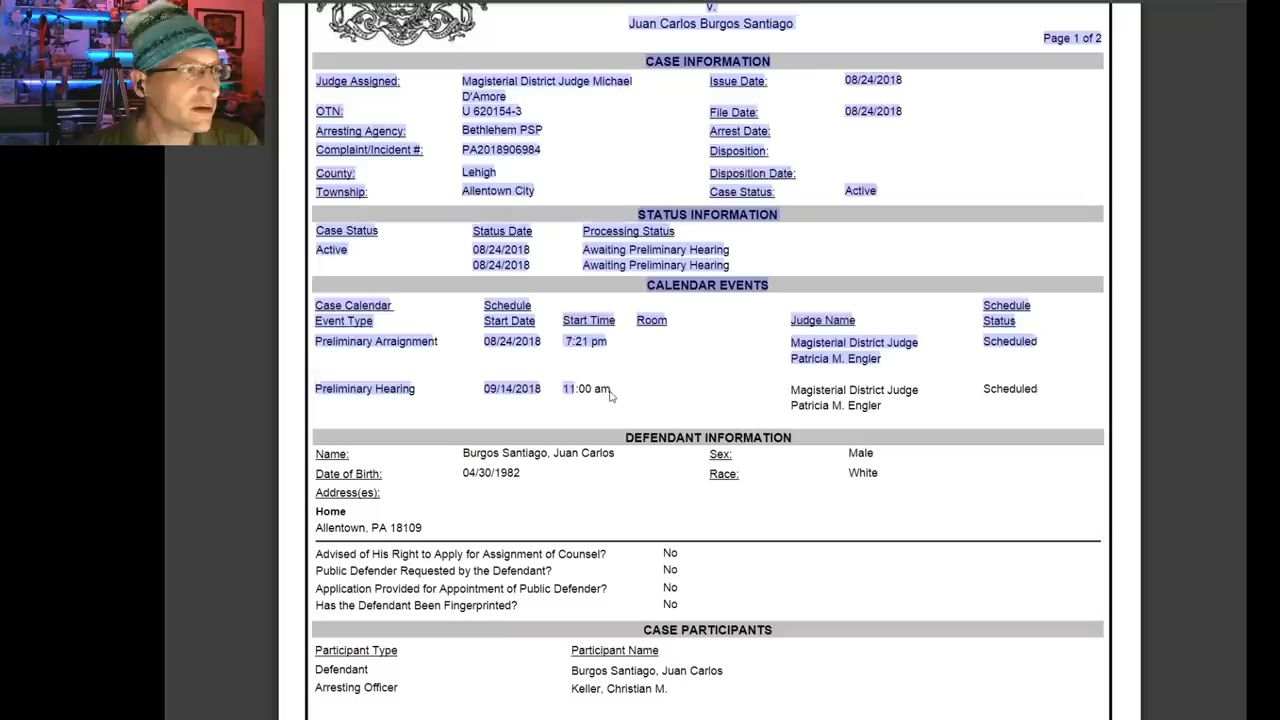 v.
Juan Carlos Burgos Santiago
Page 1 of 2
CASE INFORMATION
Judge Assigned: Magisterial District Judge Michael D'Amore Issue Date: 08/24/2018
OTN: U 620154-3 File Date: 08/24/2018
Arresting Agency: Bethlehem PSP Arrest Date:
Complaint/Incident #: PA2018906984 Disposition:
County: Lehigh Disposition Date:
Township: Allentown City Case Status: Active
STATUS INFORMATION
Case Status Status Date Processing Status
Active 08/24/2018 Awaiting Preliminary Hearing
08/24/2018 Awaiting Preliminary Hearing
CALENDAR EVENTS
Case Calendar Schedule Schedule
Event Type Start Date Start Time Room Judge Name Status
Preliminary Arraignment 08/24/2018 7:21 pm Magisterial District Judge Scheduled
Patricia M. Engler
Preliminary Hearing 09/14/2018 11:00 am Magisterial District Judge Scheduled
Patricia M. Engler
DEFENDANT INFORMATION
Name: Burgos Santiago, Juan Carlos Sex: Male
Date of Birth: 04/30/1982 Race: White
Address(es):
Home
Allentown, PA 18109
Advised of His Right to Apply for Assignment of Counsel? No
Public Defender Requested by the Defendant? No
Application Provided for Appointment of Public Defender? No
Has the Defendant Been Fingerprinted? No
CASE PARTICIPANTS
Participant Type Participant Name
Defendant Burgos Santiago, Juan Carlos
Arresting Officer Keller, Christian M.